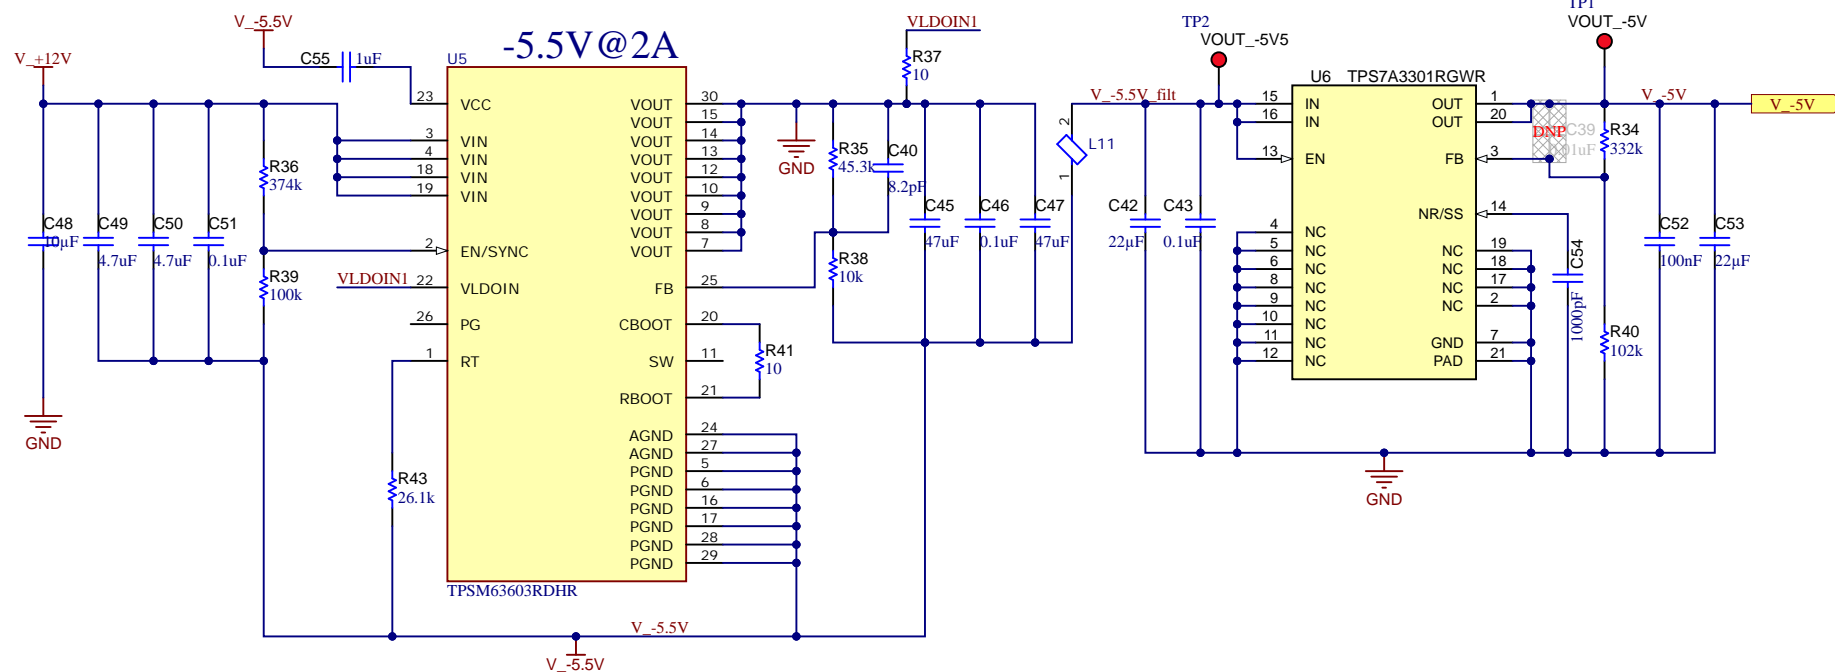 V_-5.5V
V_+12V
C55
1uF
U5
-5.5V@2A
VLDOIN1
R37
10
TP2
VOUT_-5V5
TP1
VOUT_-5V
U6 TPS7A3301RGWR
23 VCC
3 VIN
4 VIN
18 VIN
19 VIN
2 EN/SYNC
VLDOIN1 22 VLDOIN
26 PG
1 RT
VOUT 30
VOUT 15
VOUT 14
VOUT 13
VOUT 12
VOUT 10
VOUT 9
VOUT 8
VOUT 7
FB 25
CBOOT 20
SW 11
RBOOT 21
AGND 24
AGND 27
PGND 5
PGND 6
PGND 16
PGND 17
PGND 28
PGND 29
TPSM63603RDHR
R36
374k
R39
100k
C48
10µF
C49
4.7uF
C50
4.7uF
C51
0.1uF
GND
R43
26.1k
R41
10
V_-5.5V
V_-5.5V
GND
R35
45.3k
C40
8.2pF
R38
10k
C45
47uF
C46
0.1uF
C47
47uF
2
L11
1
V_-5.5V_filt
C42
22µF
C43
0.1uF
15 IN
16 IN
13 EN
4 NC
5 NC
6 NC
8 NC
9 NC
10 NC
11 NC
12 NC
OUT 1
OUT 20
FB 3
NR/SS 14
NC 19
NC 18
NC 17
NC 2
GND 7
PAD 21
DNP
C39
R34
332k
C54
1000pF
R40
102k
V_-5V
V_-5V
C52
100nF
C53
22µF
GND